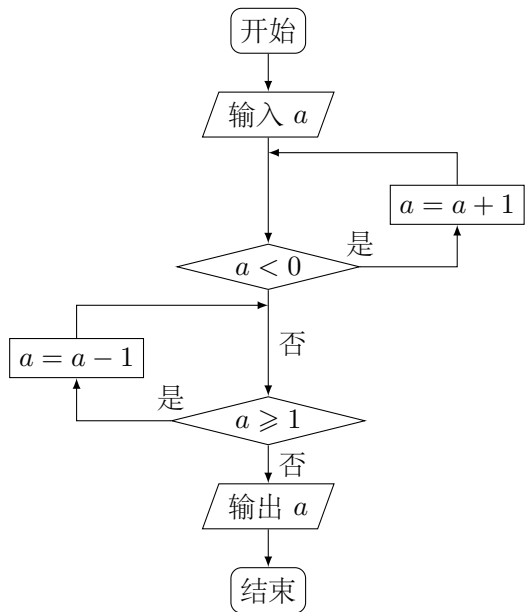 开始
输入 a
a = a + 1
是
a < 0
否
a = a − 1
是
a ⩾ 1
否
输出 a
结束